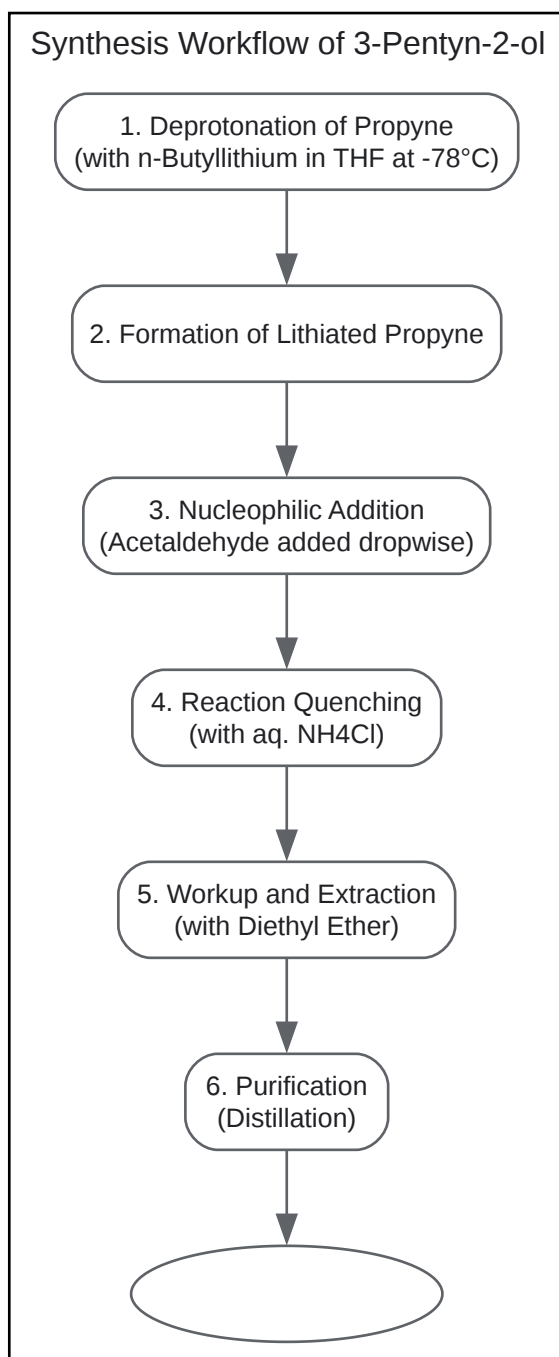 Synthesis Workflow of 3-Pentyn-2-ol
1. Deprotonation of Propyne
(with n-Butyllithium in THF at -78°C)
2. Formation of Lithiated Propyne
3. Nucleophilic Addition
(Acetaldehyde added dropwise)
4. Reaction Quenching
(with aq. NH4Cl)
5. Workup and Extraction
(with Diethyl Ether)
6. Purification
(Distillation)